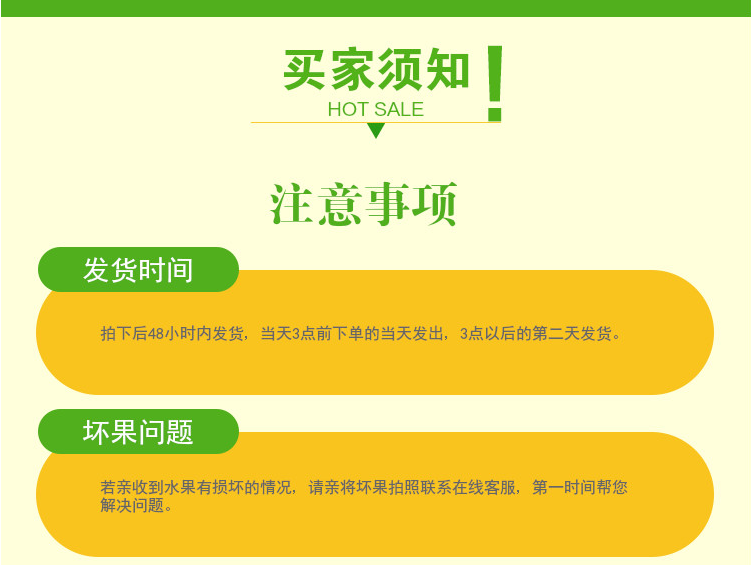 买家须知!
HOT SALE
注意事项
发货时间
拍下后48小时内发货,当天3点前下单的当天发出,3点以后的第二天发货。
坏果问题
若亲收到水果有损坏的情况,请亲将坏果拍照联系在线客服,第一时间帮您
解决问题。